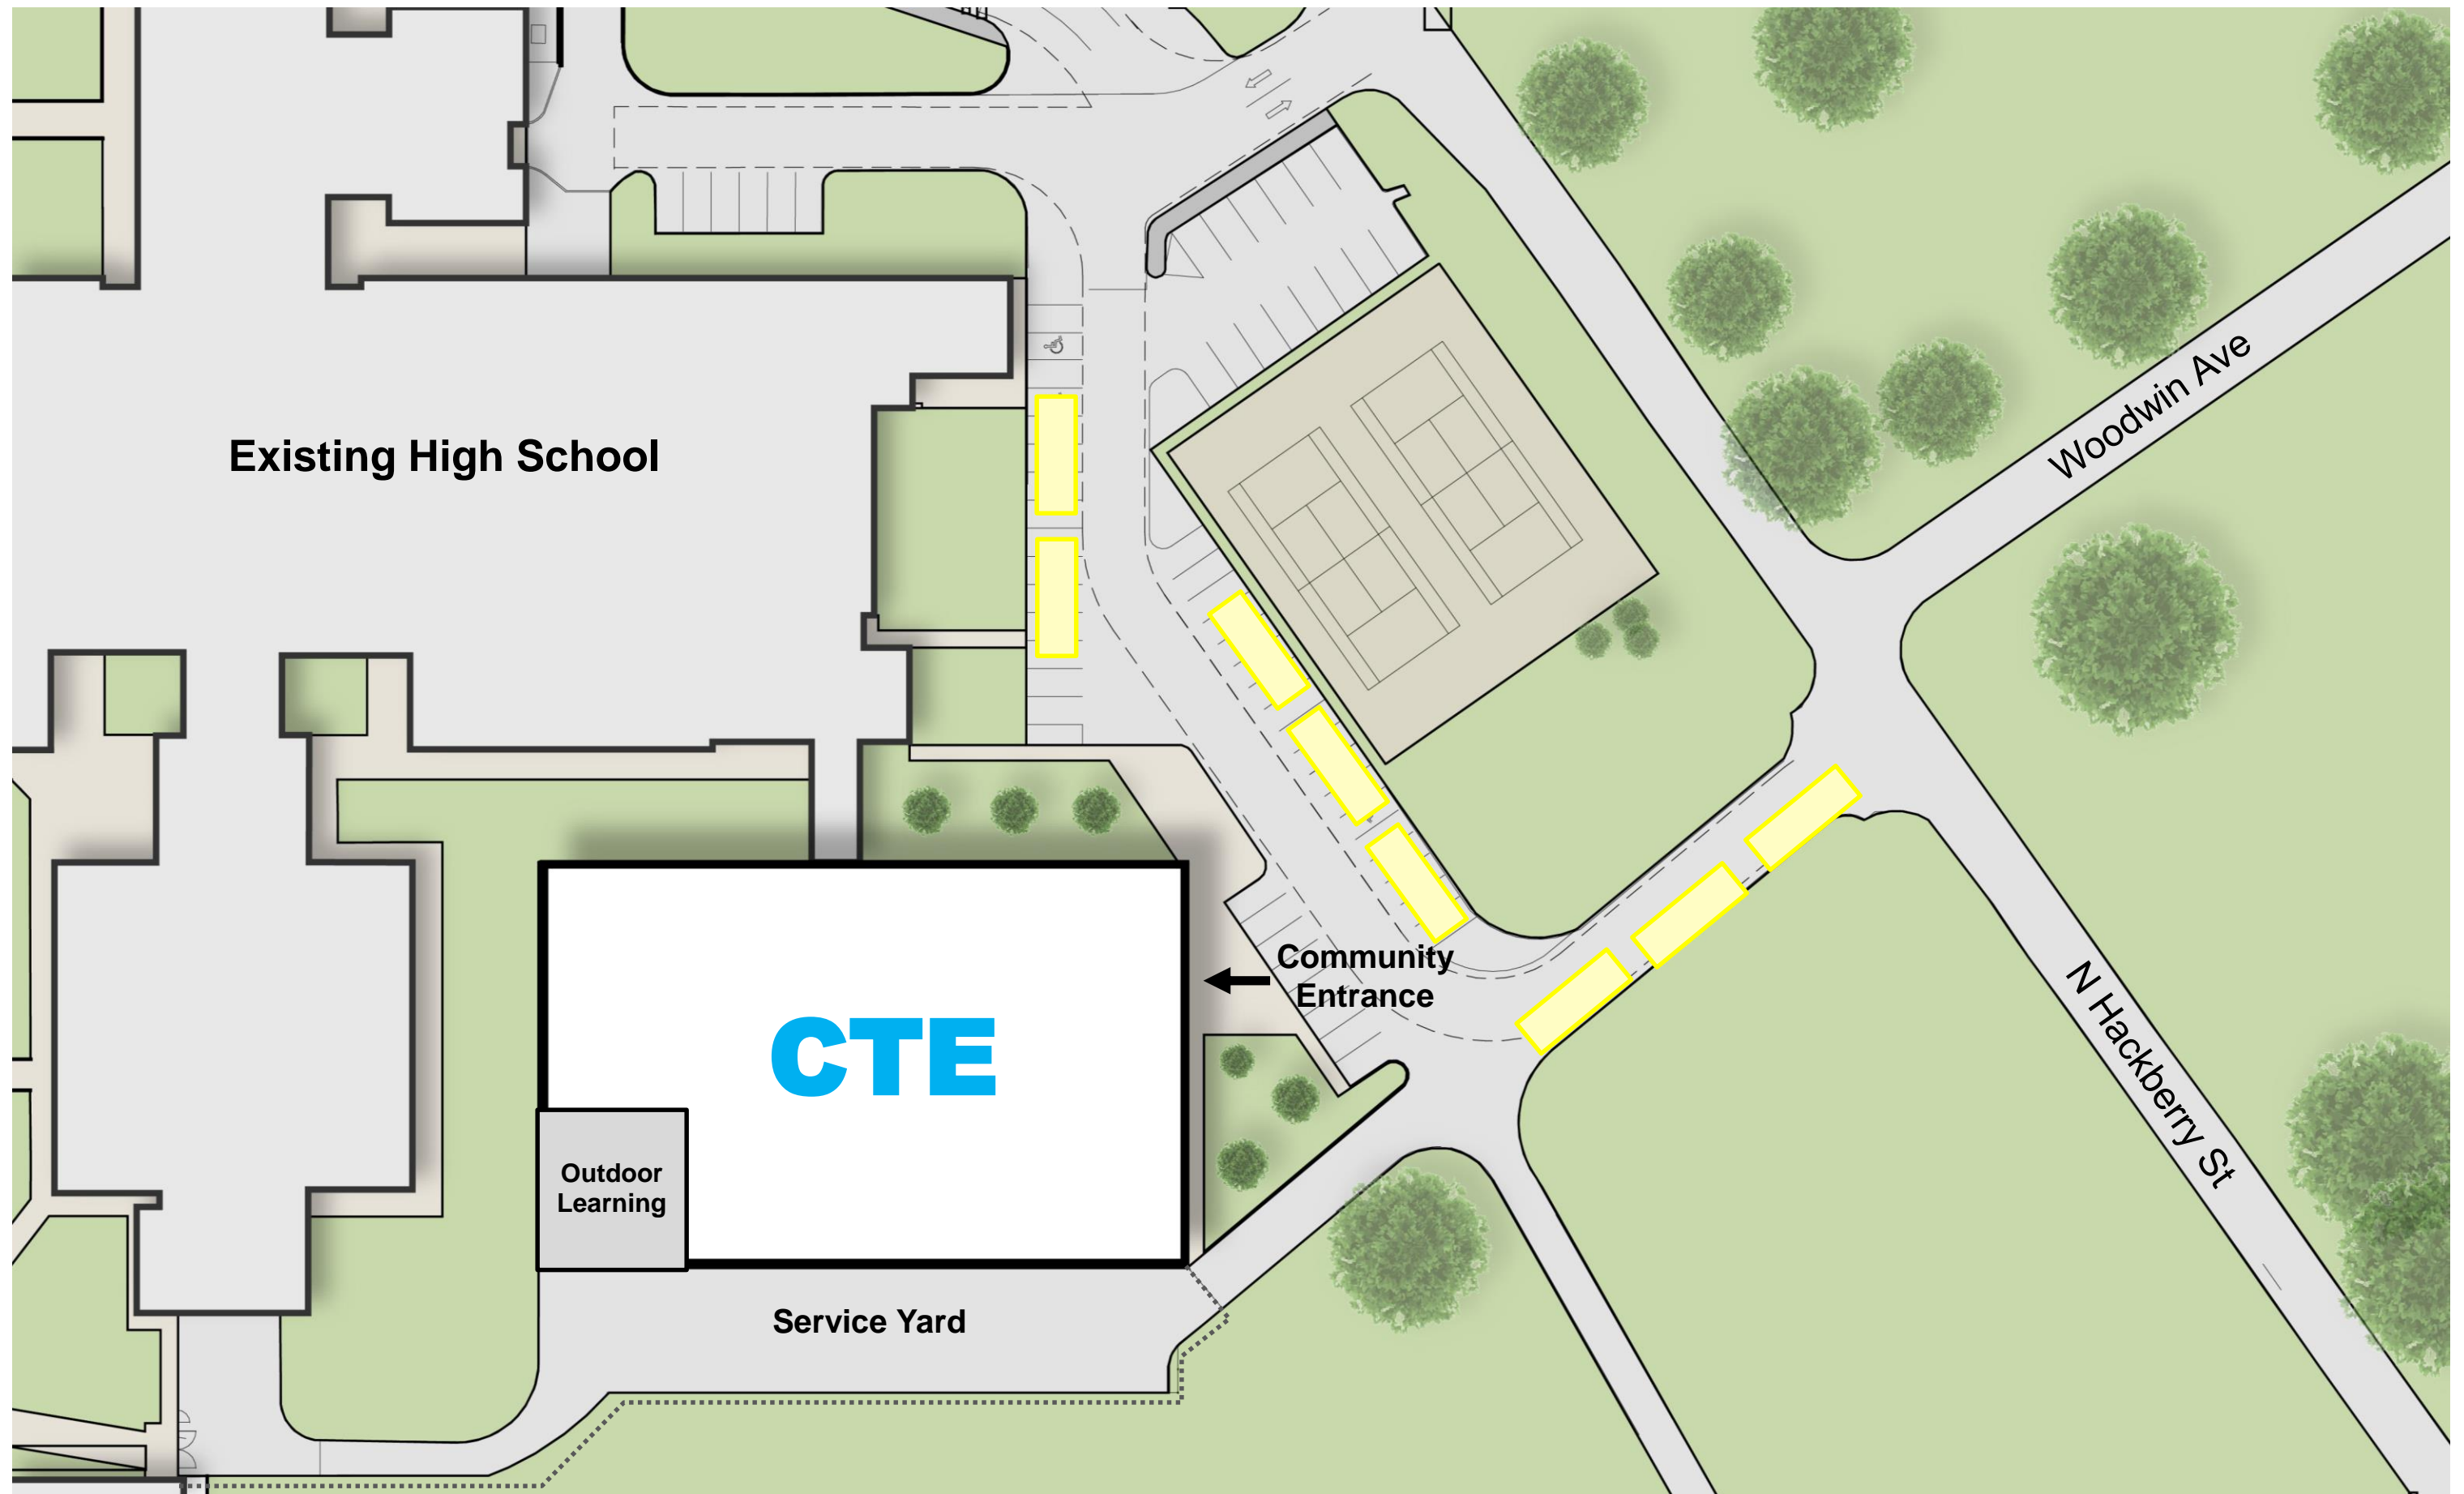 Woodwin Ave
Existing High School
Community
Entrance
CTE
N Hackberry St
Outdoor
Learning
Service Yard